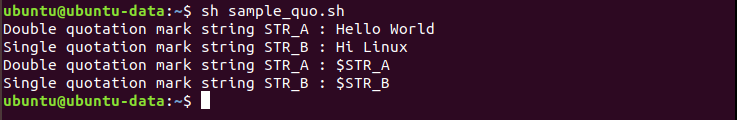 ubuntu@ubuntu-data:~$ sh sample_quo.sh
Double quotation mark string STR_A : Hello World
Single quotation mark string STR_B : Hi Linux
Double quotation mark string STR_A : $STR_A
Single quotation mark string STR_B : $STR_B
ubuntu@ubuntu-data:~$